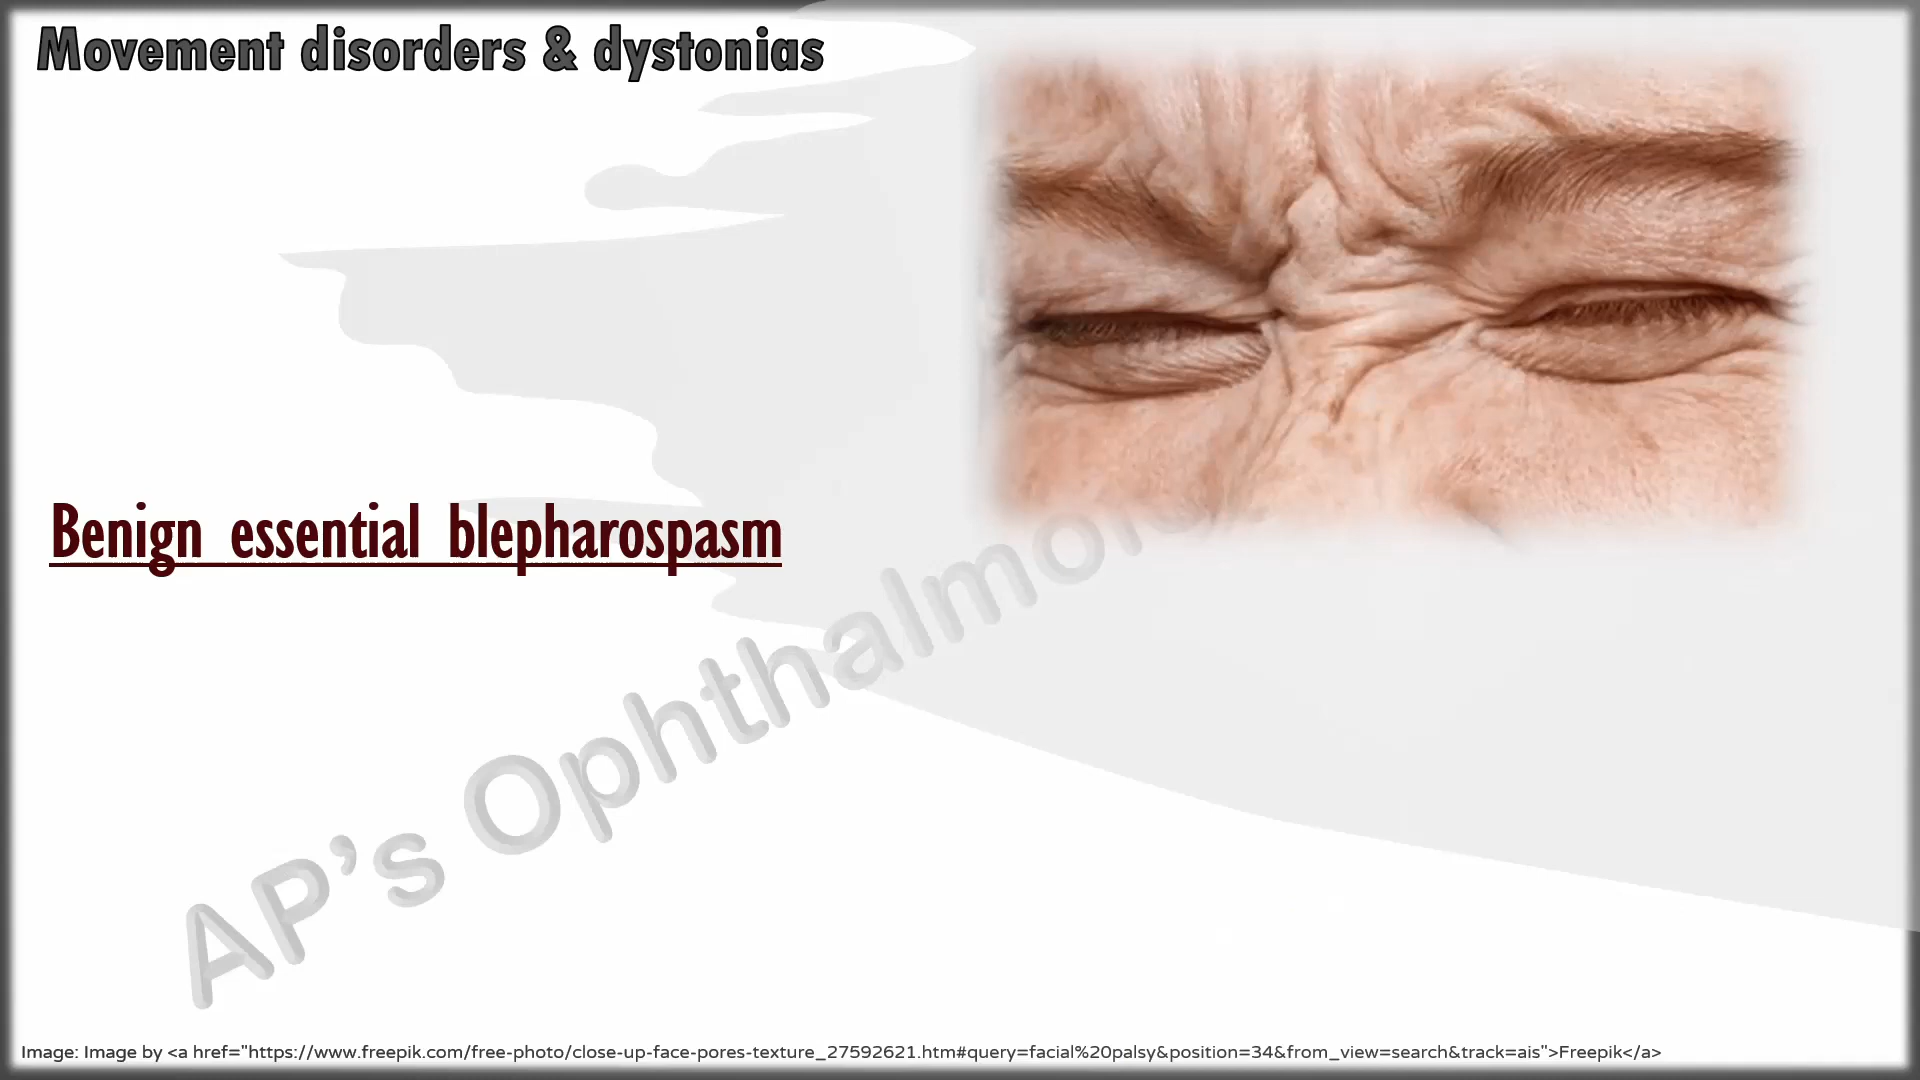 Movement disorders & dystonias
Benign essential blepharospasm
AP's
Image: Image by <a href="https://www.freepik.com/free-photo/close-up-face-pores-texture_27592621.htm#query=facial%20palsy&position=34&from_view=search&track=ais">Freepik</a>